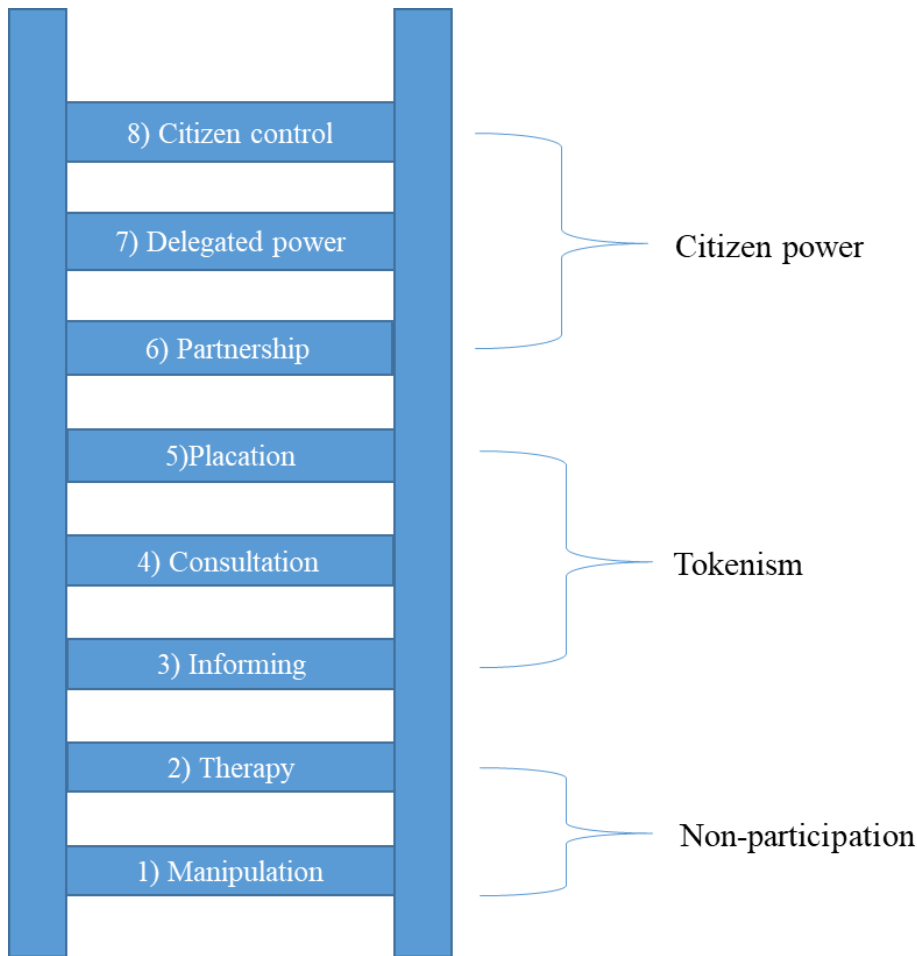 8) Citizen control
7) Delegated power
Citizen power
6) Partnership
5)Placation
4) Consultation
Tokenism
3) Informing
2) Therapy
Non-participation
1) Manipulation